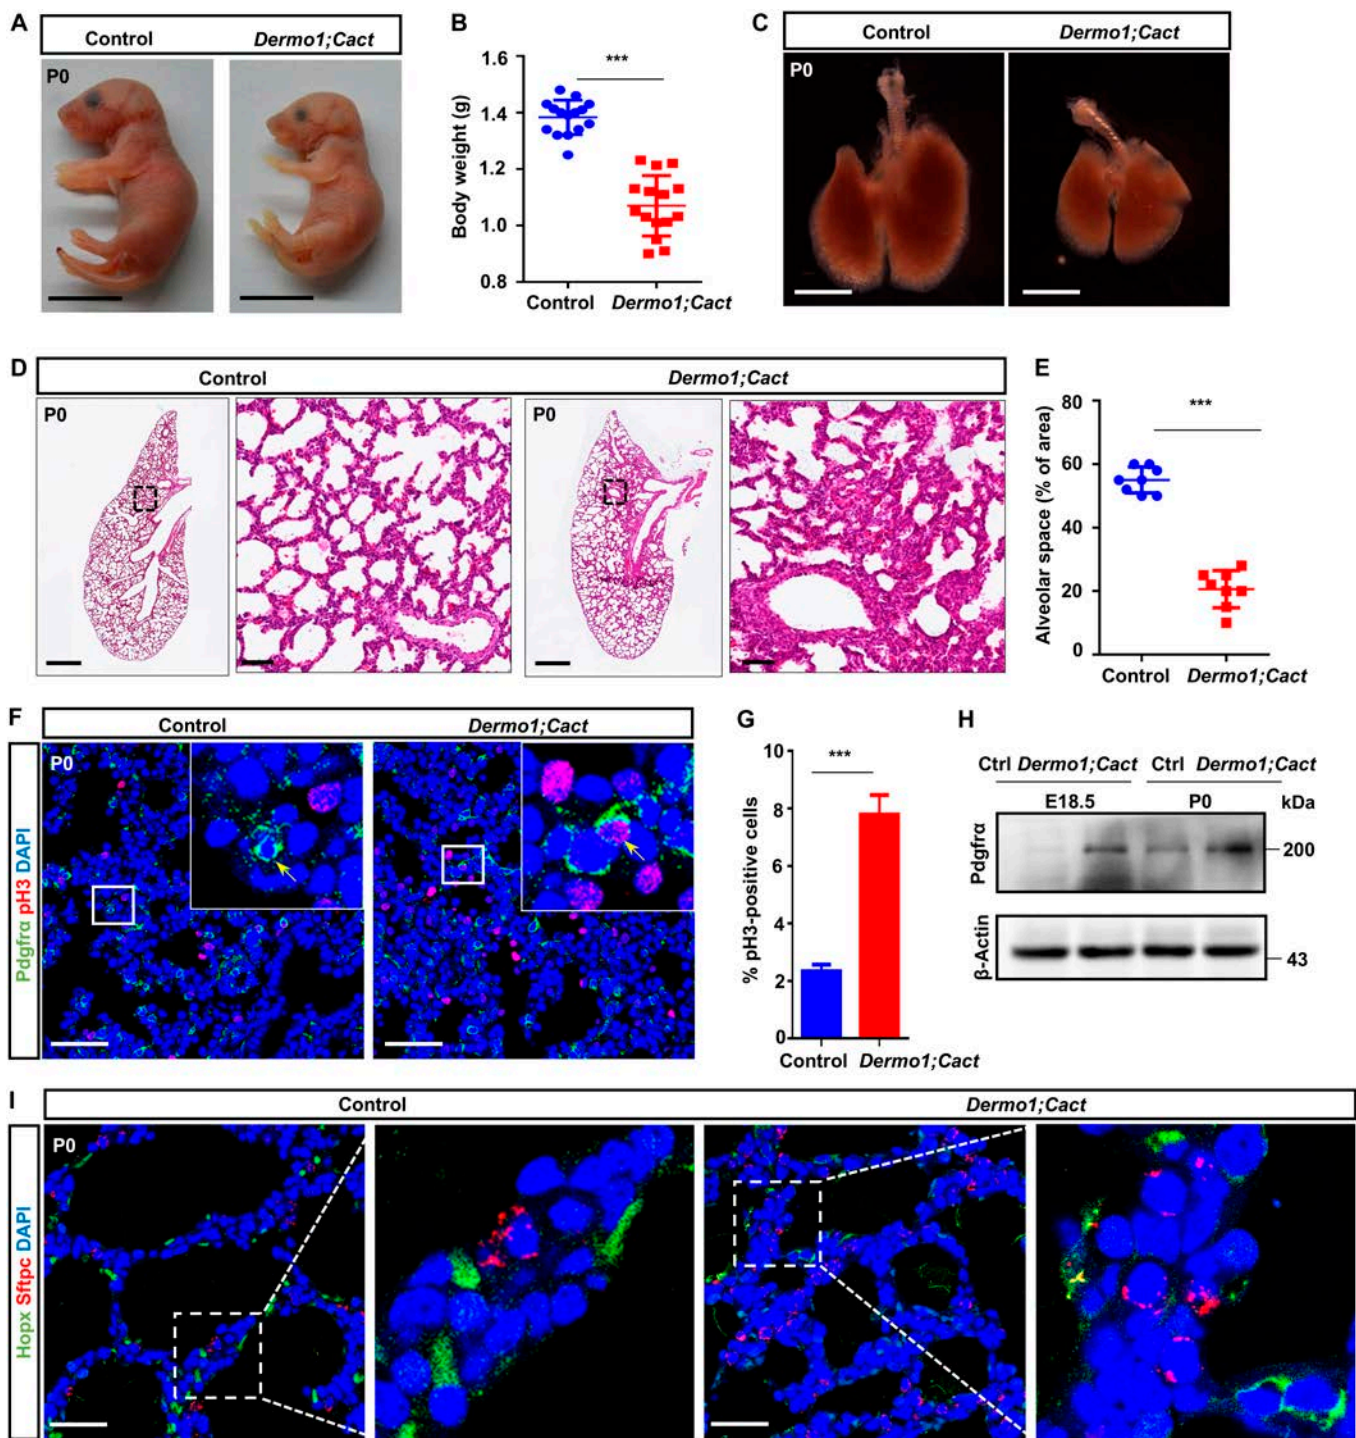 A
Control Dermo1;Cact
P0
B
1.6
1.4
1.2
1.0
0.8
Body weight (g)
***
Control Dermo1;Cact
C
Control Dermo1;Cact
P0
D
Control Dermo1;Cact
P0
P0
E
80
60
40
20
0
Alveolar space (% of area)
***
Control Dermo1;Cact
F
Control Dermo1;Cact
Pdgfrα pH3 DAPI
P0
G
10
8
6
4
2
0
% pH3-positive cells
***
Control Dermo1;Cact
H
Ctrl Dermo1;Cact Ctrl Dermo1;Cact
E18.5 P0 kDa
Pdgfrα
200
β-Actin
43
I
Control Dermo1;Cact
Hopx Sftpc DAPI
P0